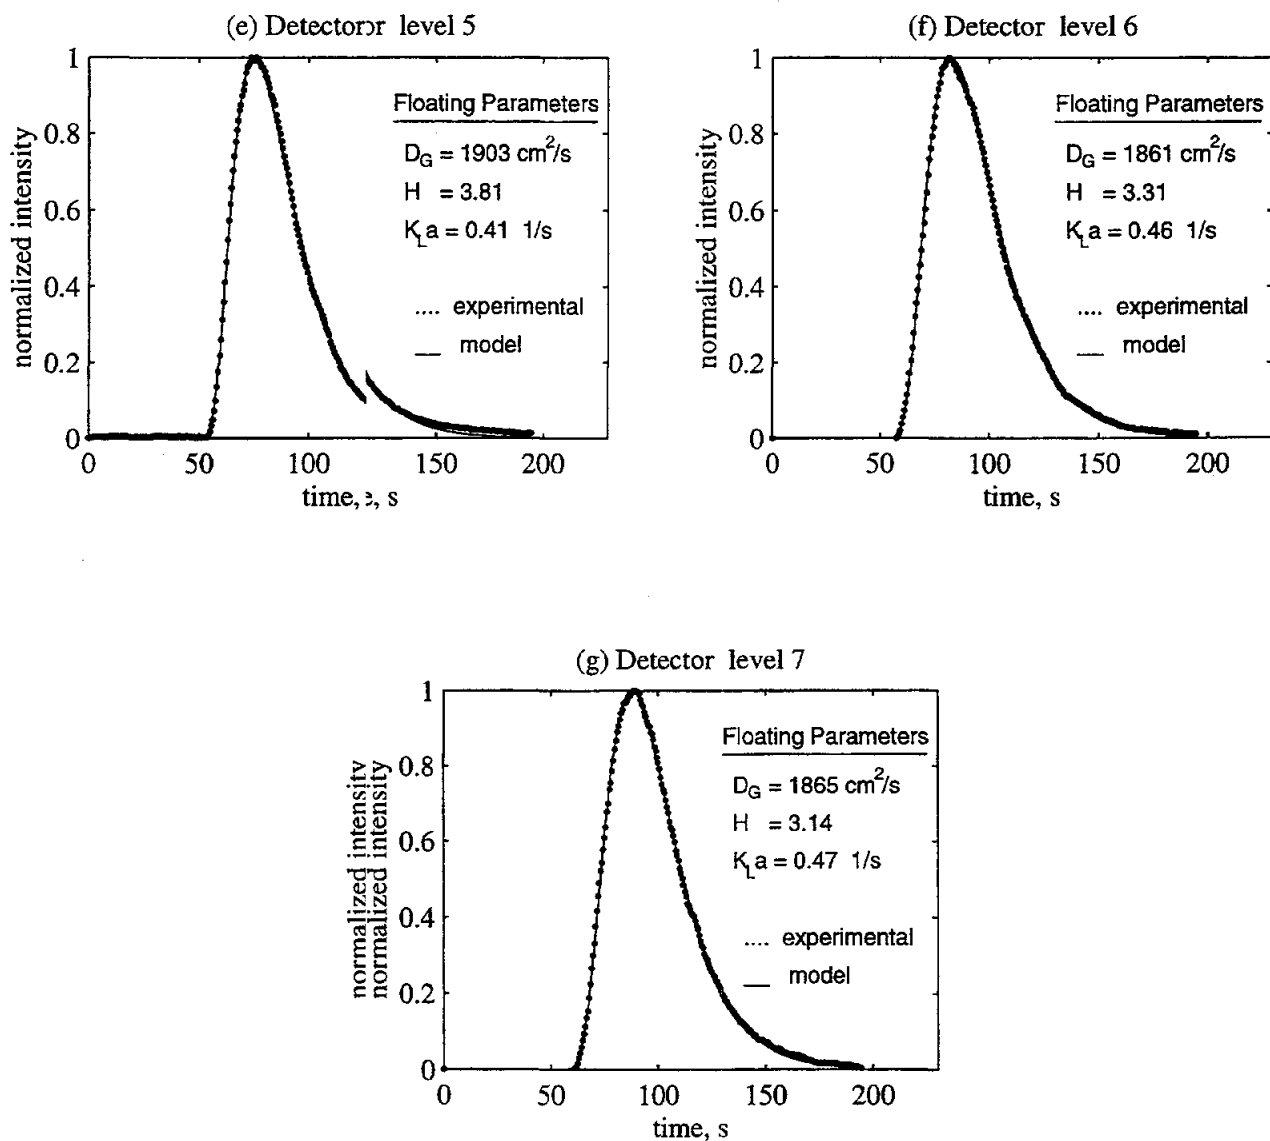 (e) Detectoror level 5
1
0.8
0.6
0.4
0.2
0
normalized intensity
Floating Parameters
D_G = 1903 cm²/s
H = 3.81
K_La = 0.41 1/s
.... experimental
__ model
0 50 100 150 200
time, e, s
(f) Detector level 6
1
0.8
0.6
0.4
0.2
0
normalized intensity
Floating Parameters
D_G = 1861 cm²/s
H = 3.31
K_La = 0.46 1/s
.... experimental
__ model
0 50 100 150 200
time, s
(g) Detector level 7
1
0.8
0.6
0.4
0.2
0
normalized intensity
normalized intensity
Floating Parameters
D_G = 1865 cm²/s
H = 3.14
K_La = 0.47 1/s
.... experimental
__ model
0 50 100 150 200
time, s